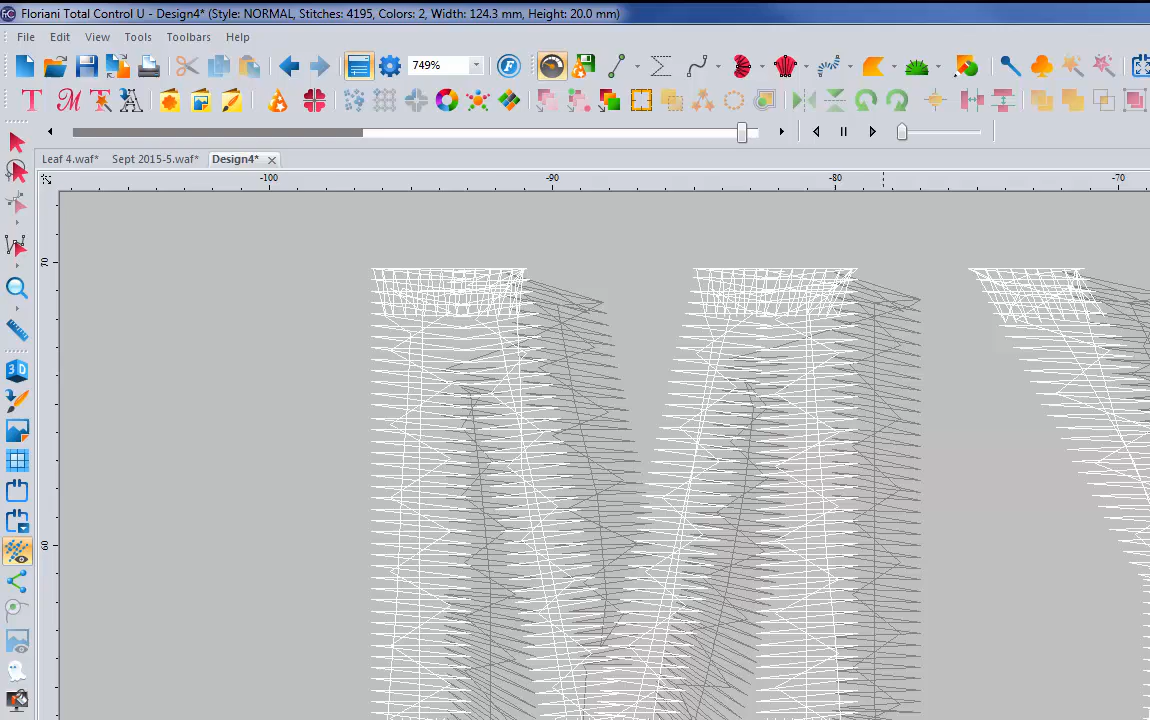 Floriani Total Control U - Design4* (Style: NORMAL, Stitches: 4195, Colors: 2, Width: 124.3 mm, Height: 20.0 mm)
File Edit View Tools Toolbars Help
749%
Leaf 4.waf* Sept 2015-5.waf* Design4*
-100 -90 -80 -70
70
60
3D